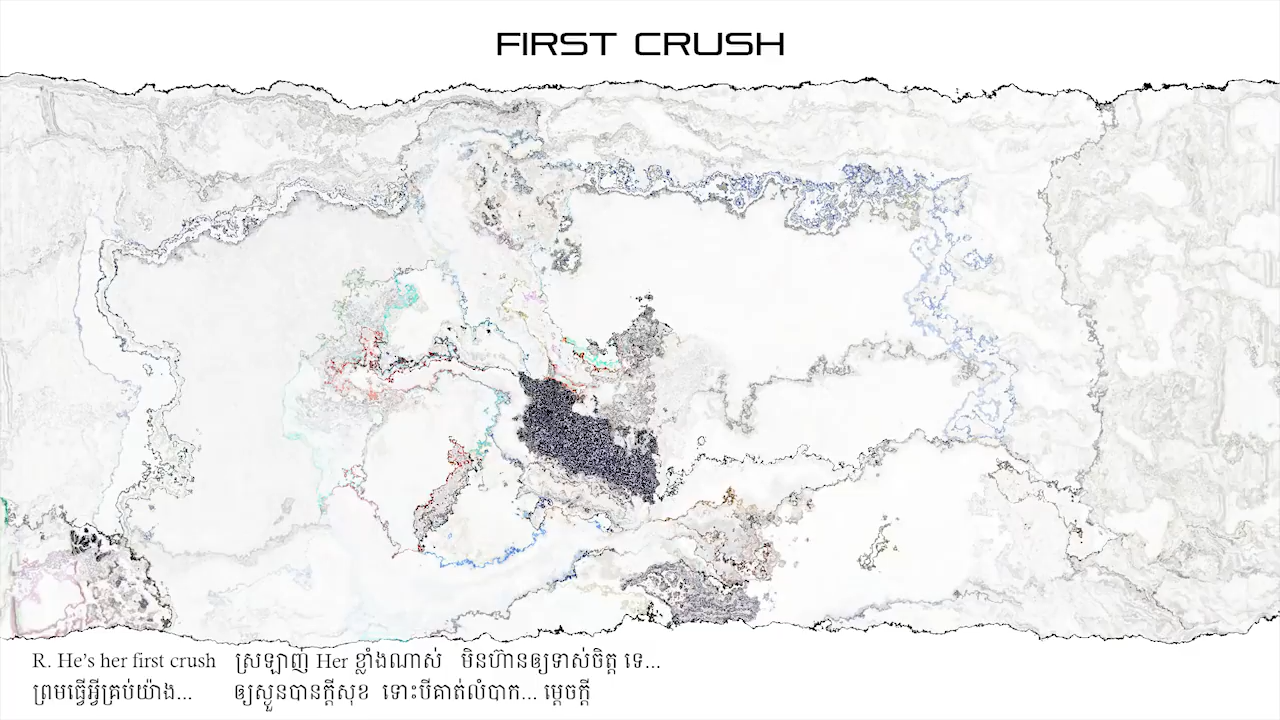 FIRST CRUSH
R. He’s her first crush ស្រឡាញ់ Her ខ្លាំងណាស់ មិនហ៊ានឲ្យទាស់ចិត្ត ទេ...
ព្រមធ្វើអ្វីគ្រប់យ៉ាង... ឲ្យស្ងួនបានក្ដីសុខ ទោះបីគាត់លំបាក... ម្ដេចក្ដី